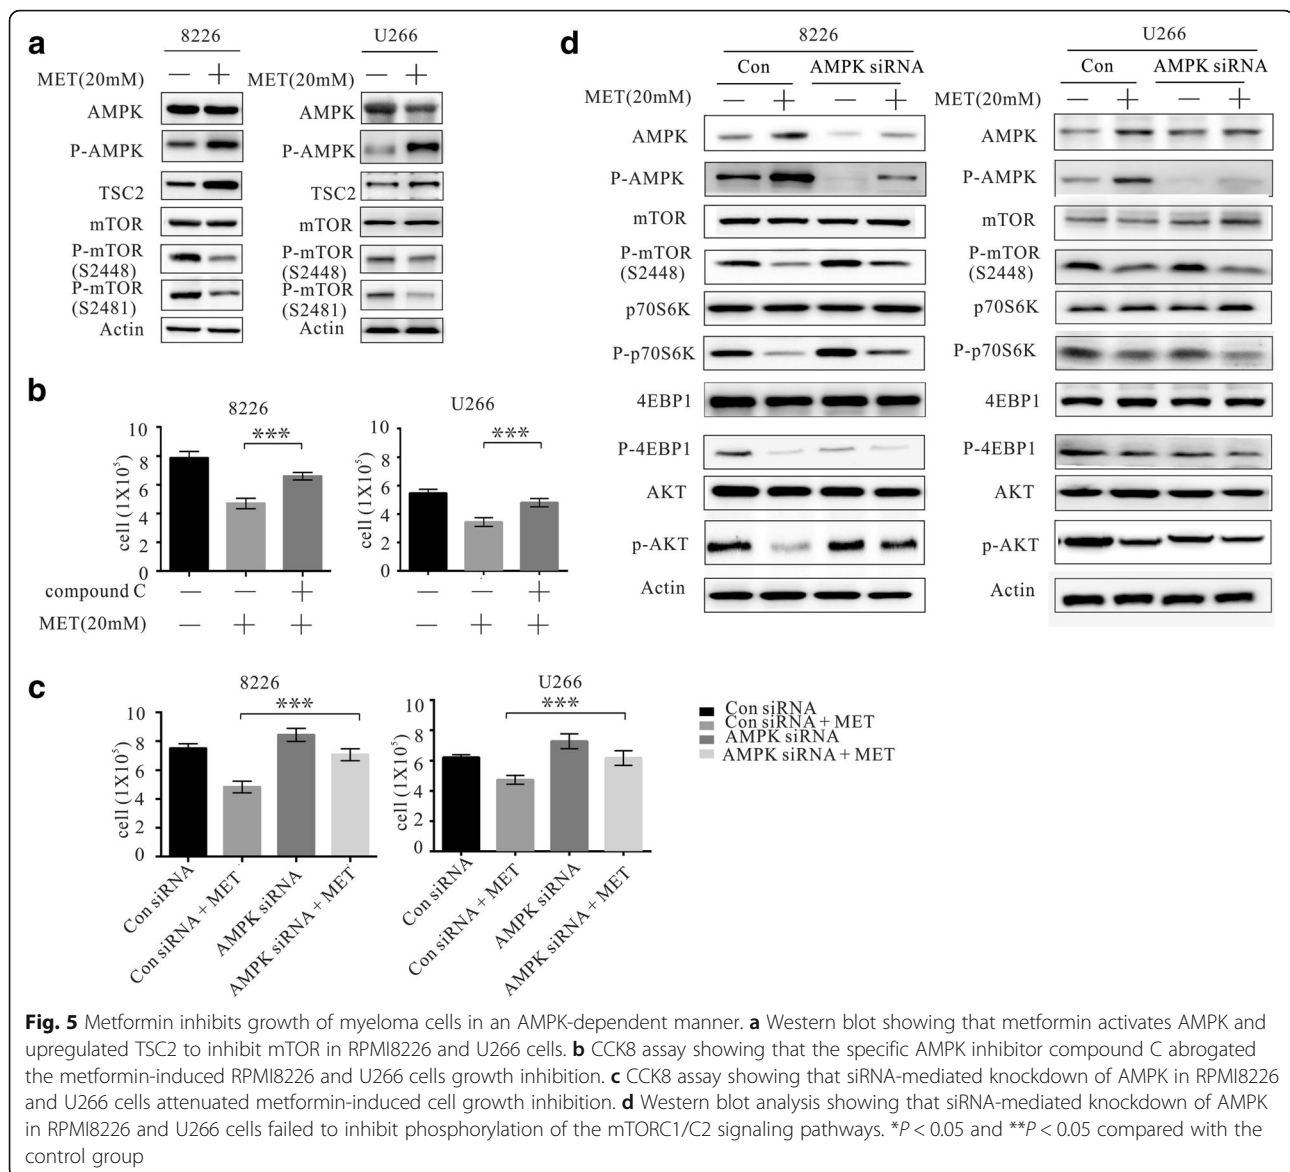 a
8226
U266
MET(20mM) — + MET(20mM) — +
AMPK AMPK
P-AMPK P-AMPK
TSC2 TSC2
mTOR mTOR
P-mTOR (S2448) P-mTOR (S2448)
P-mTOR (S2481) P-mTOR (S2481)
Actin Actin
b
8226
cell (1X10⁵)
10
8
6
4
2
0
***
compound C — — +
MET(20mM) — + +
U266
cell (1X10⁵)
10
8
6
4
2
0
***
— — +
— + +
c
8226
cell (1X10⁵)
10
8
6
4
2
0
***
Con siRNA
Con siRNA + MET
AMPK siRNA
AMPK siRNA + MET
U266
cell (1X10⁵)
10
8
6
4
2
0
***
Con siRNA
Con siRNA + MET
AMPK siRNA
AMPK siRNA + MET
Con siRNA
Con siRNA + MET
AMPK siRNA
AMPK siRNA + MET
d
8226
Con AMPK siRNA
MET(20mM) — + — +
AMPK
P-AMPK
mTOR
P-mTOR
(S2448)
p70S6K
P-p70S6K
4EBP1
P-4EBP1
AKT
p-AKT
Actin
U266
Con AMPK siRNA
MET(20mM) — + — +
AMPK
P-AMPK
mTOR
P-mTOR
(S2448)
p70S6K
P-p70S6K
4EBP1
P-4EBP1
AKT
p-AKT
Actin
Fig. 5 Metformin inhibits growth of myeloma cells in an AMPK-dependent manner. a Western blot showing that metformin activates AMPK and
upregulated TSC2 to inhibit mTOR in RPMI8226 and U266 cells. b CCK8 assay showing that the specific AMPK inhibitor compound C abrogated
the metformin-induced RPMI8226 and U266 cells growth inhibition. c CCK8 assay showing that siRNA-mediated knockdown of AMPK in RPMI8226
and U266 cells attenuated metformin-induced cell growth inhibition. d Western blot analysis showing that siRNA-mediated knockdown of AMPK
in RPMI8226 and U266 cells failed to inhibit phosphorylation of the mTORC1/C2 signaling pathways. *P < 0.05 and **P < 0.05 compared with the
control group